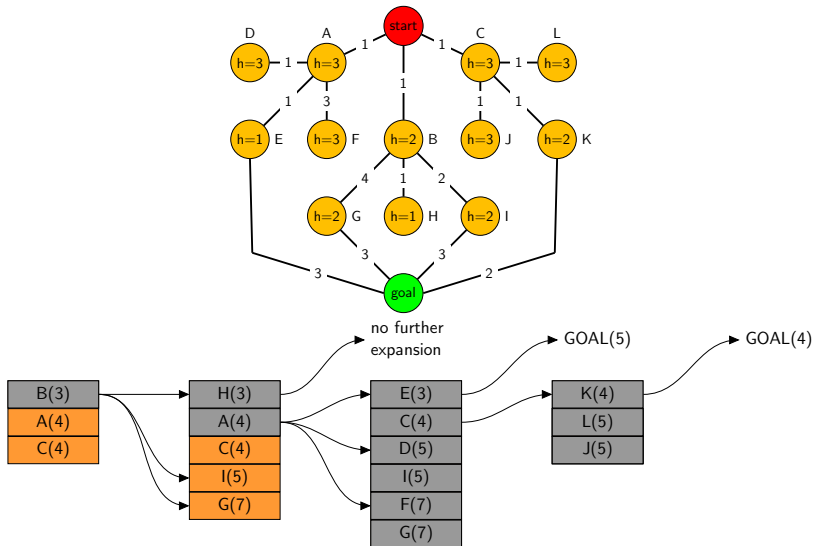 start
D
A
C
L
1
1
h=3
1
h=3
1
h=3
1
h=3
1
3
1
1
h=1
E
h=3
F
h=2
B
h=3
J
h=2
K
4
1
2
h=2
G
h=1
H
h=2
I
3
3
3
2
goal
no further
expansion
GOAL(5)
GOAL(4)
B(3)
A(4)
C(4)
H(3)
A(4)
C(4)
I(5)
G(7)
E(3)
C(4)
D(5)
I(5)
F(7)
G(7)
K(4)
L(5)
J(5)